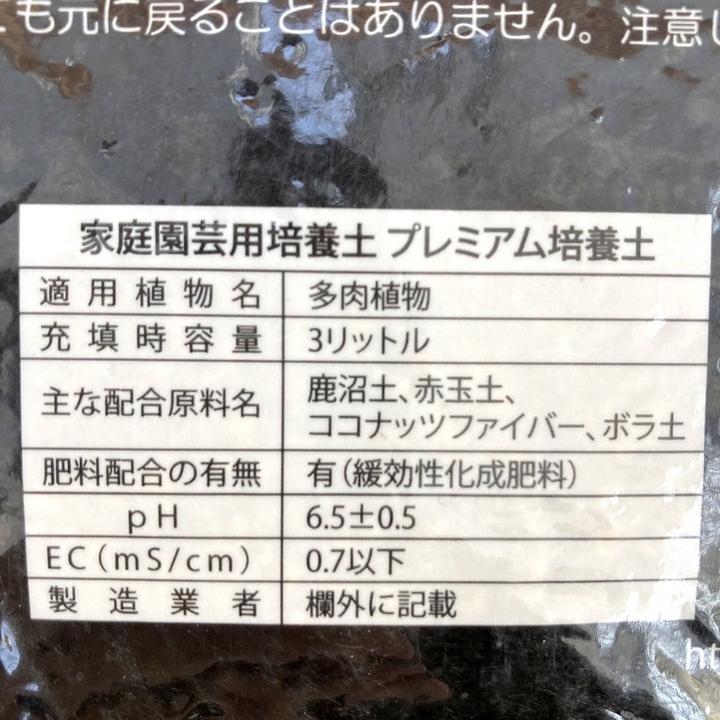 も元に戻ることはありません。注意し
家庭園芸用培養土 プレミアム培養土
適用植物名 多肉植物
充填時容量 3リットル
主な配合原料名 鹿沼土、赤玉土、
ココナッツファイバー、ボラ土
肥料配合の有無 有（緩効性化成肥料）
pH 6.5±0.5
EC（mS/cm） 0.7以下
製造業者 欄外に記載
ht